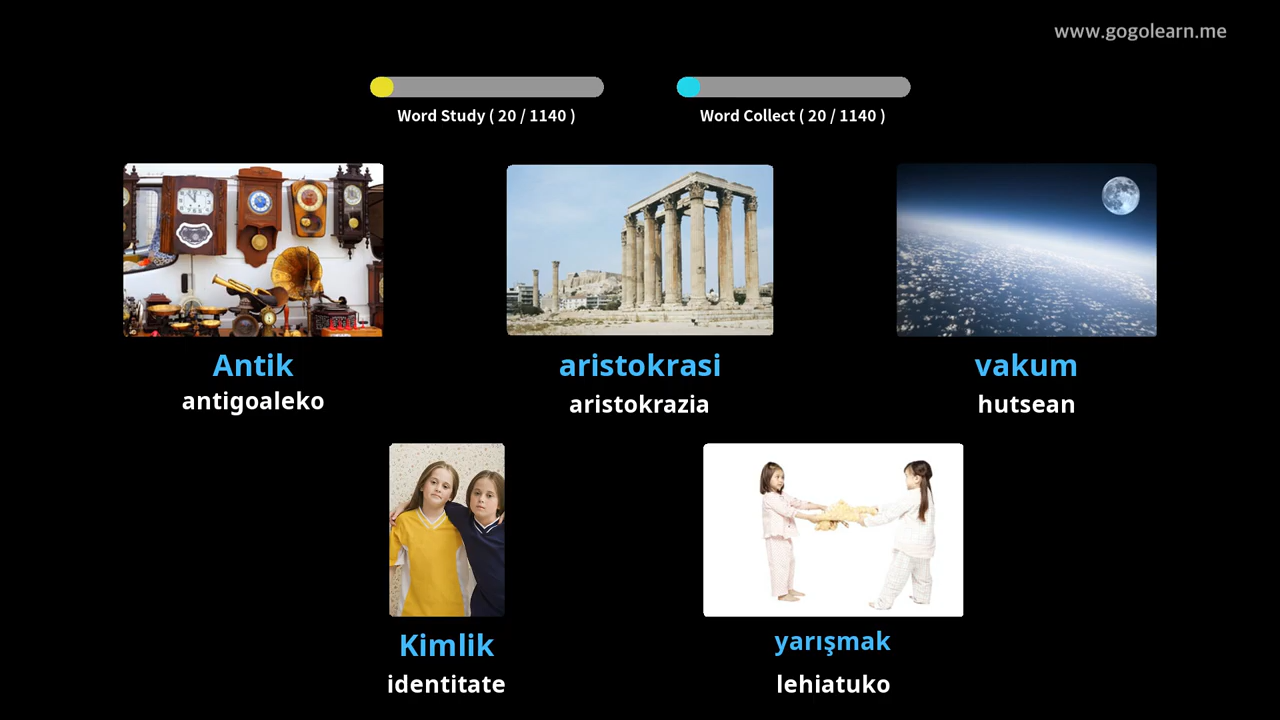 www.gogolearn.me
Word Study ( 20 / 1140 )
Word Collect ( 20 / 1140 )
Antik
antigoaleko
aristokrasi
aristokrazia
vakum
hutsean
Kimlik
identitate
yarışmak
lehiatuko